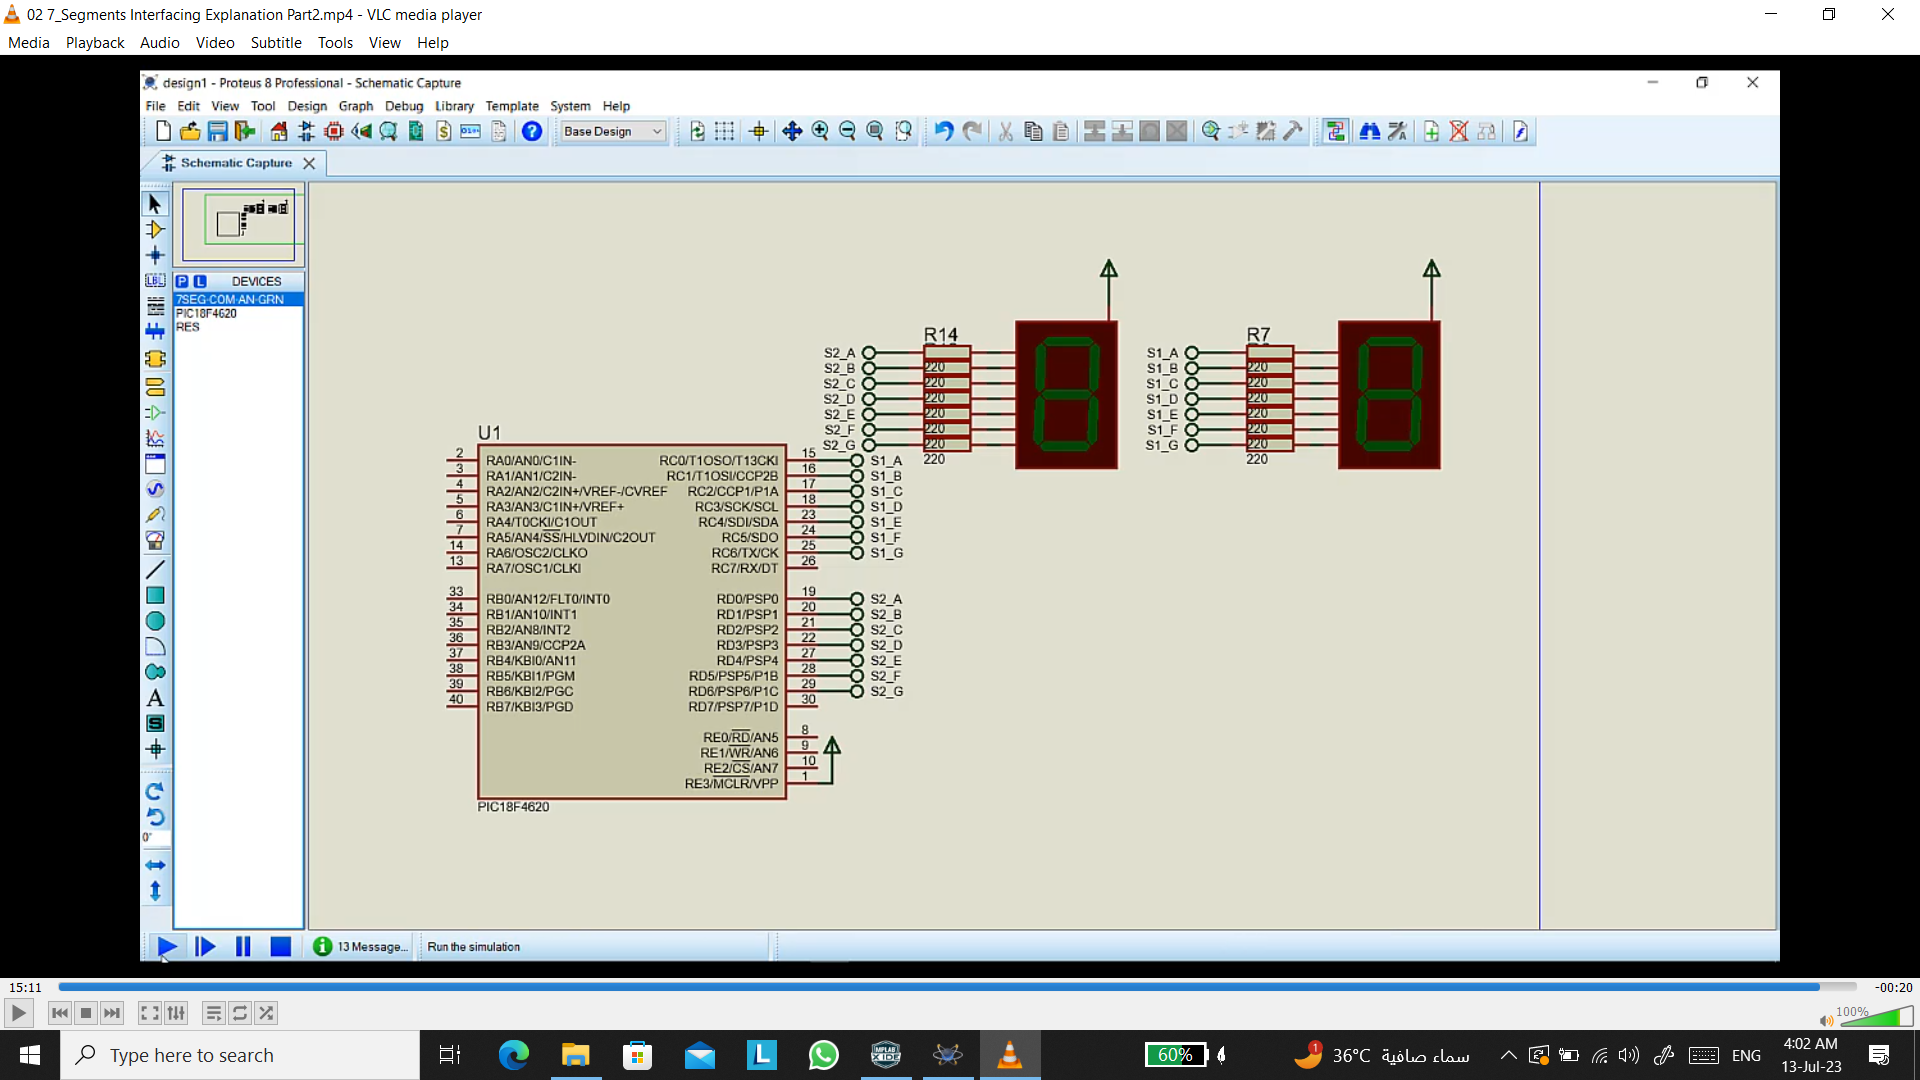 02 7_Segments Interfacing Explanation Part2.mp4 - VLC media player
Media Playback Audio Video Subtitle Tools View Help
design1 - Proteus 8 Professional - Schematic Capture
File Edit View Tool Design Graph Debug Library Template System Help
Base Design
Schematic Capture
P L DEVICES
7SEG-COM-AN-GRN
PIC18F4620
RES
R14
S2_A
S2_B 220
S2_C 220
S2_D 220
S2_E 220
S2_F 220
S2_G 220
220
R7
S1_A
S1_B 220
S1_C 220
S1_D 220
S1_E 220
S1_F 220
S1_G 220
220
U1
2 RA0/AN0/C1IN-
3 RA1/AN1/C2IN-
4 RA2/AN2/C2IN+/VREF-/CVREF
5 RA3/AN3/C1IN+/VREF+
6 RA4/T0CKI/C1OUT
7 RA5/AN4/SS/HLVDIN/C2OUT
14 RA6/OSC2/CLKO
13 RA7/OSC1/CLKI
33 RB0/AN12/FLT0/INT0
34 RB1/AN10/INT1
35 RB2/AN8/INT2
36 RB3/AN9/CCP2A
37 RB4/KBI0/AN11
38 RB5/KBI1/PGM
39 RB6/KBI2/PGC
40 RB7/KBI3/PGD
RC0/T1OSO/T13CKI 15 S1_A
RC1/T1OSI/CCP2B 16 S1_B
RC2/CCP1/P1A 17 S1_C
RC3/SCK/SCL 18 S1_D
RC4/SDI/SDA 23 S1_E
RC5/SDO 24 S1_F
RC6/TX/CK 25 S1_G
RC7/RX/DT 26
RD0/PSP0 19 S2_A
RD1/PSP1 20 S2_B
RD2/PSP2 21 S2_C
RD3/PSP3 22 S2_D
RD4/PSP4 27 S2_E
RD5/PSP5/P1B 28 S2_F
RD6/PSP6/P1C 29 S2_G
RD7/PSP7/P1D 30
RE0/RD/AN5 8
RE1/WR/AN6 9
RE2/CS/AN7 10
RE3/MCLR/VPP 1
PIC18F4620
0°
13 Message... Run the simulation
15:11 -00:20
100%
Type here to search
60%
1 36°C سماء صافية
ENG
4:02 AM
13-Jul-23